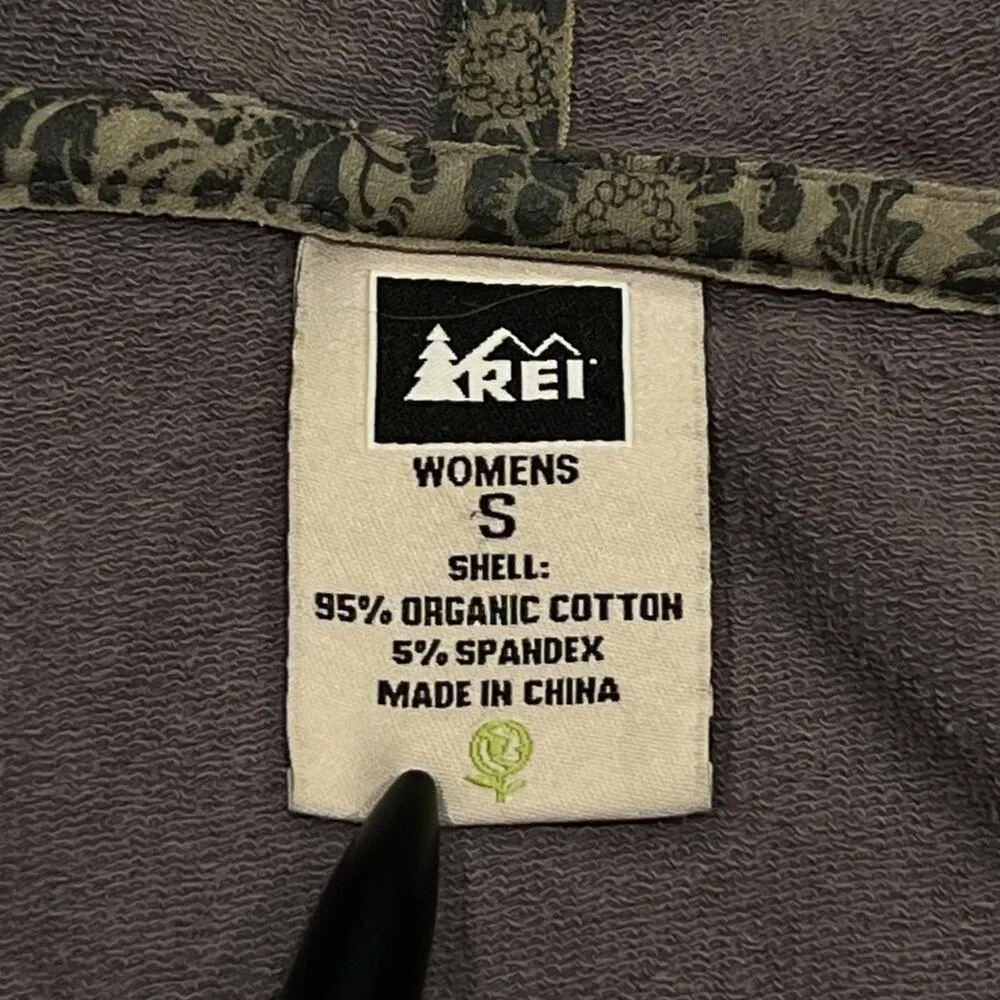 REI
WOMENS
S
SHELL:
95% ORGANIC COTTON
5% SPANDEX
MADE IN CHINA